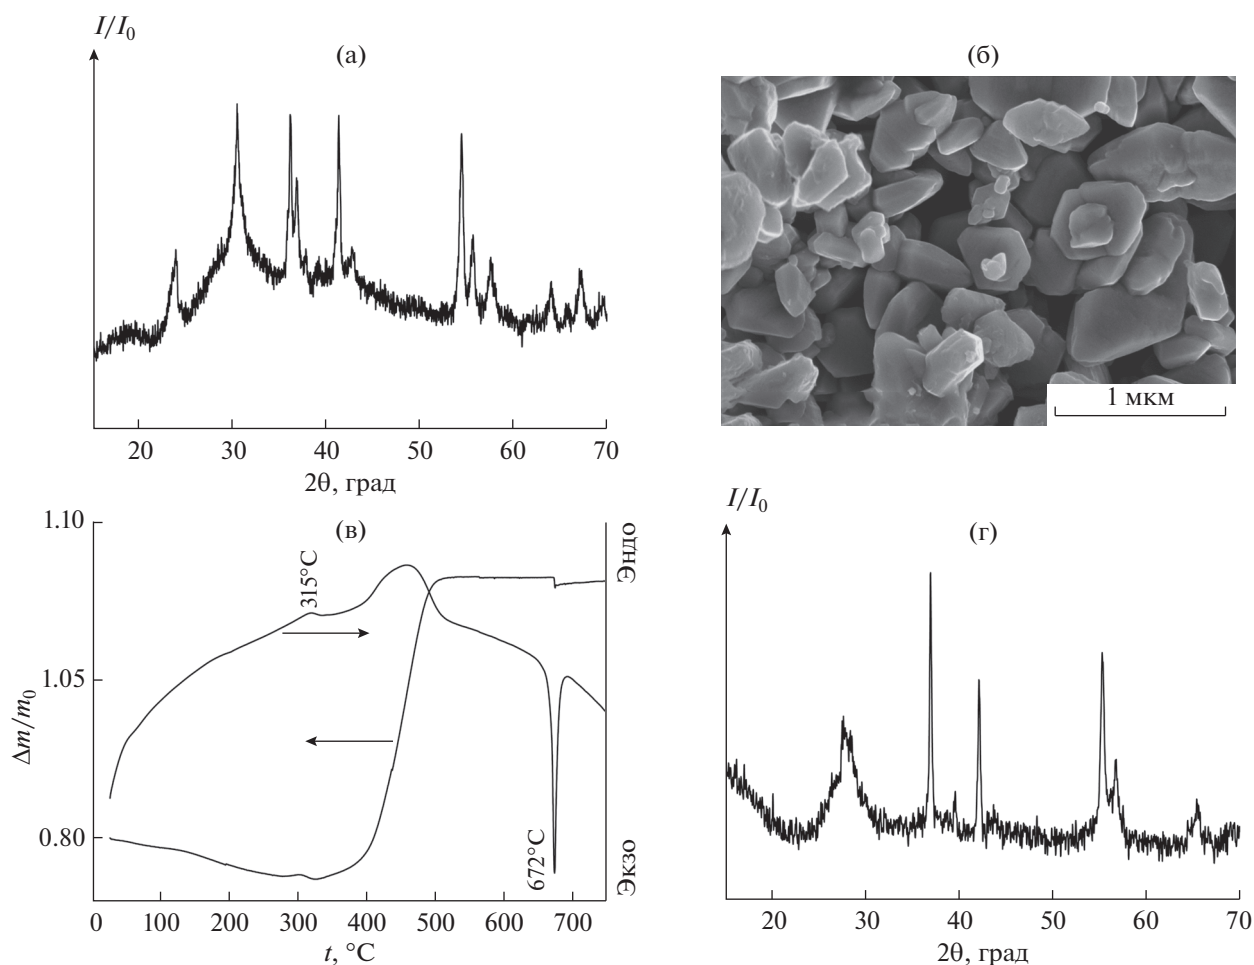 I/I0
(а)
20 30 40 50 60 70
2θ, град
(б)
1 мкм
(в)
1.10
1.05
0.80
Δm/m0
315°C
672°C
Эндо
Экзо
0 100 200 300 400 500 600 700
t, °C
I/I0
(г)
20 30 40 50 60 70
2θ, град